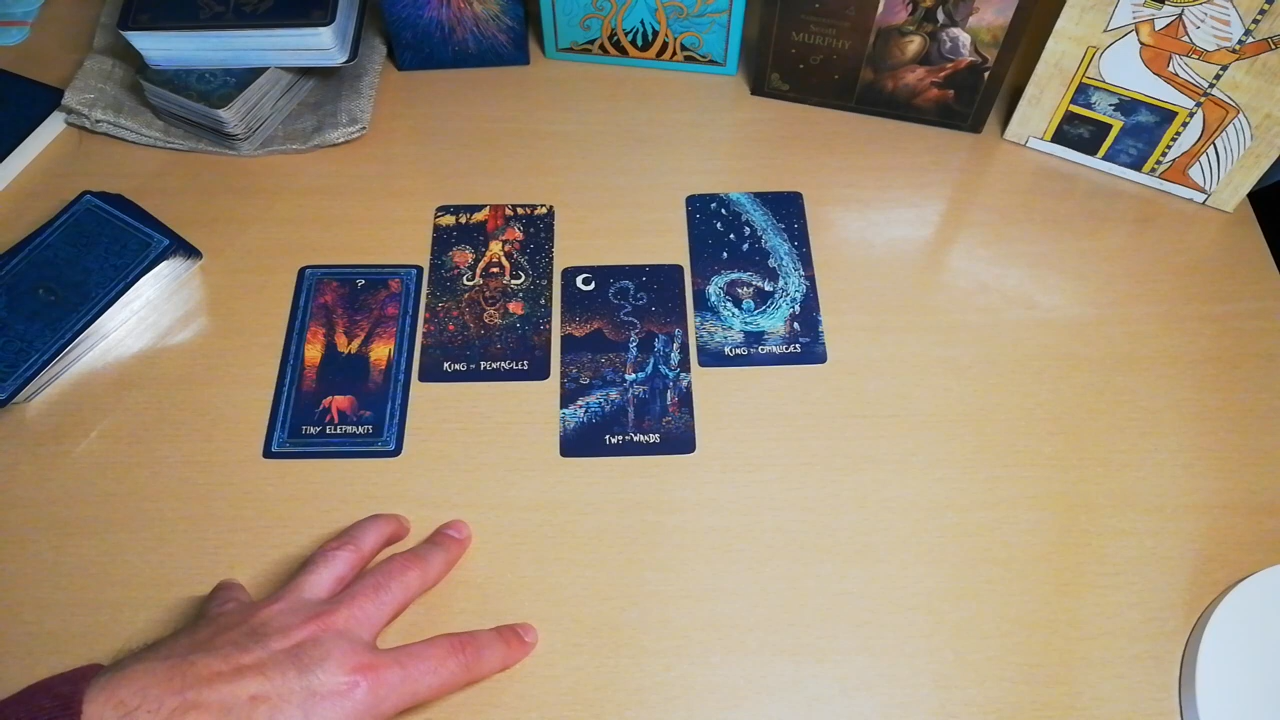 MURPHY
?
TINY ELEPHANTS
KING OF PENTACLES
TWO OF WANDS
KING OF CHALICES